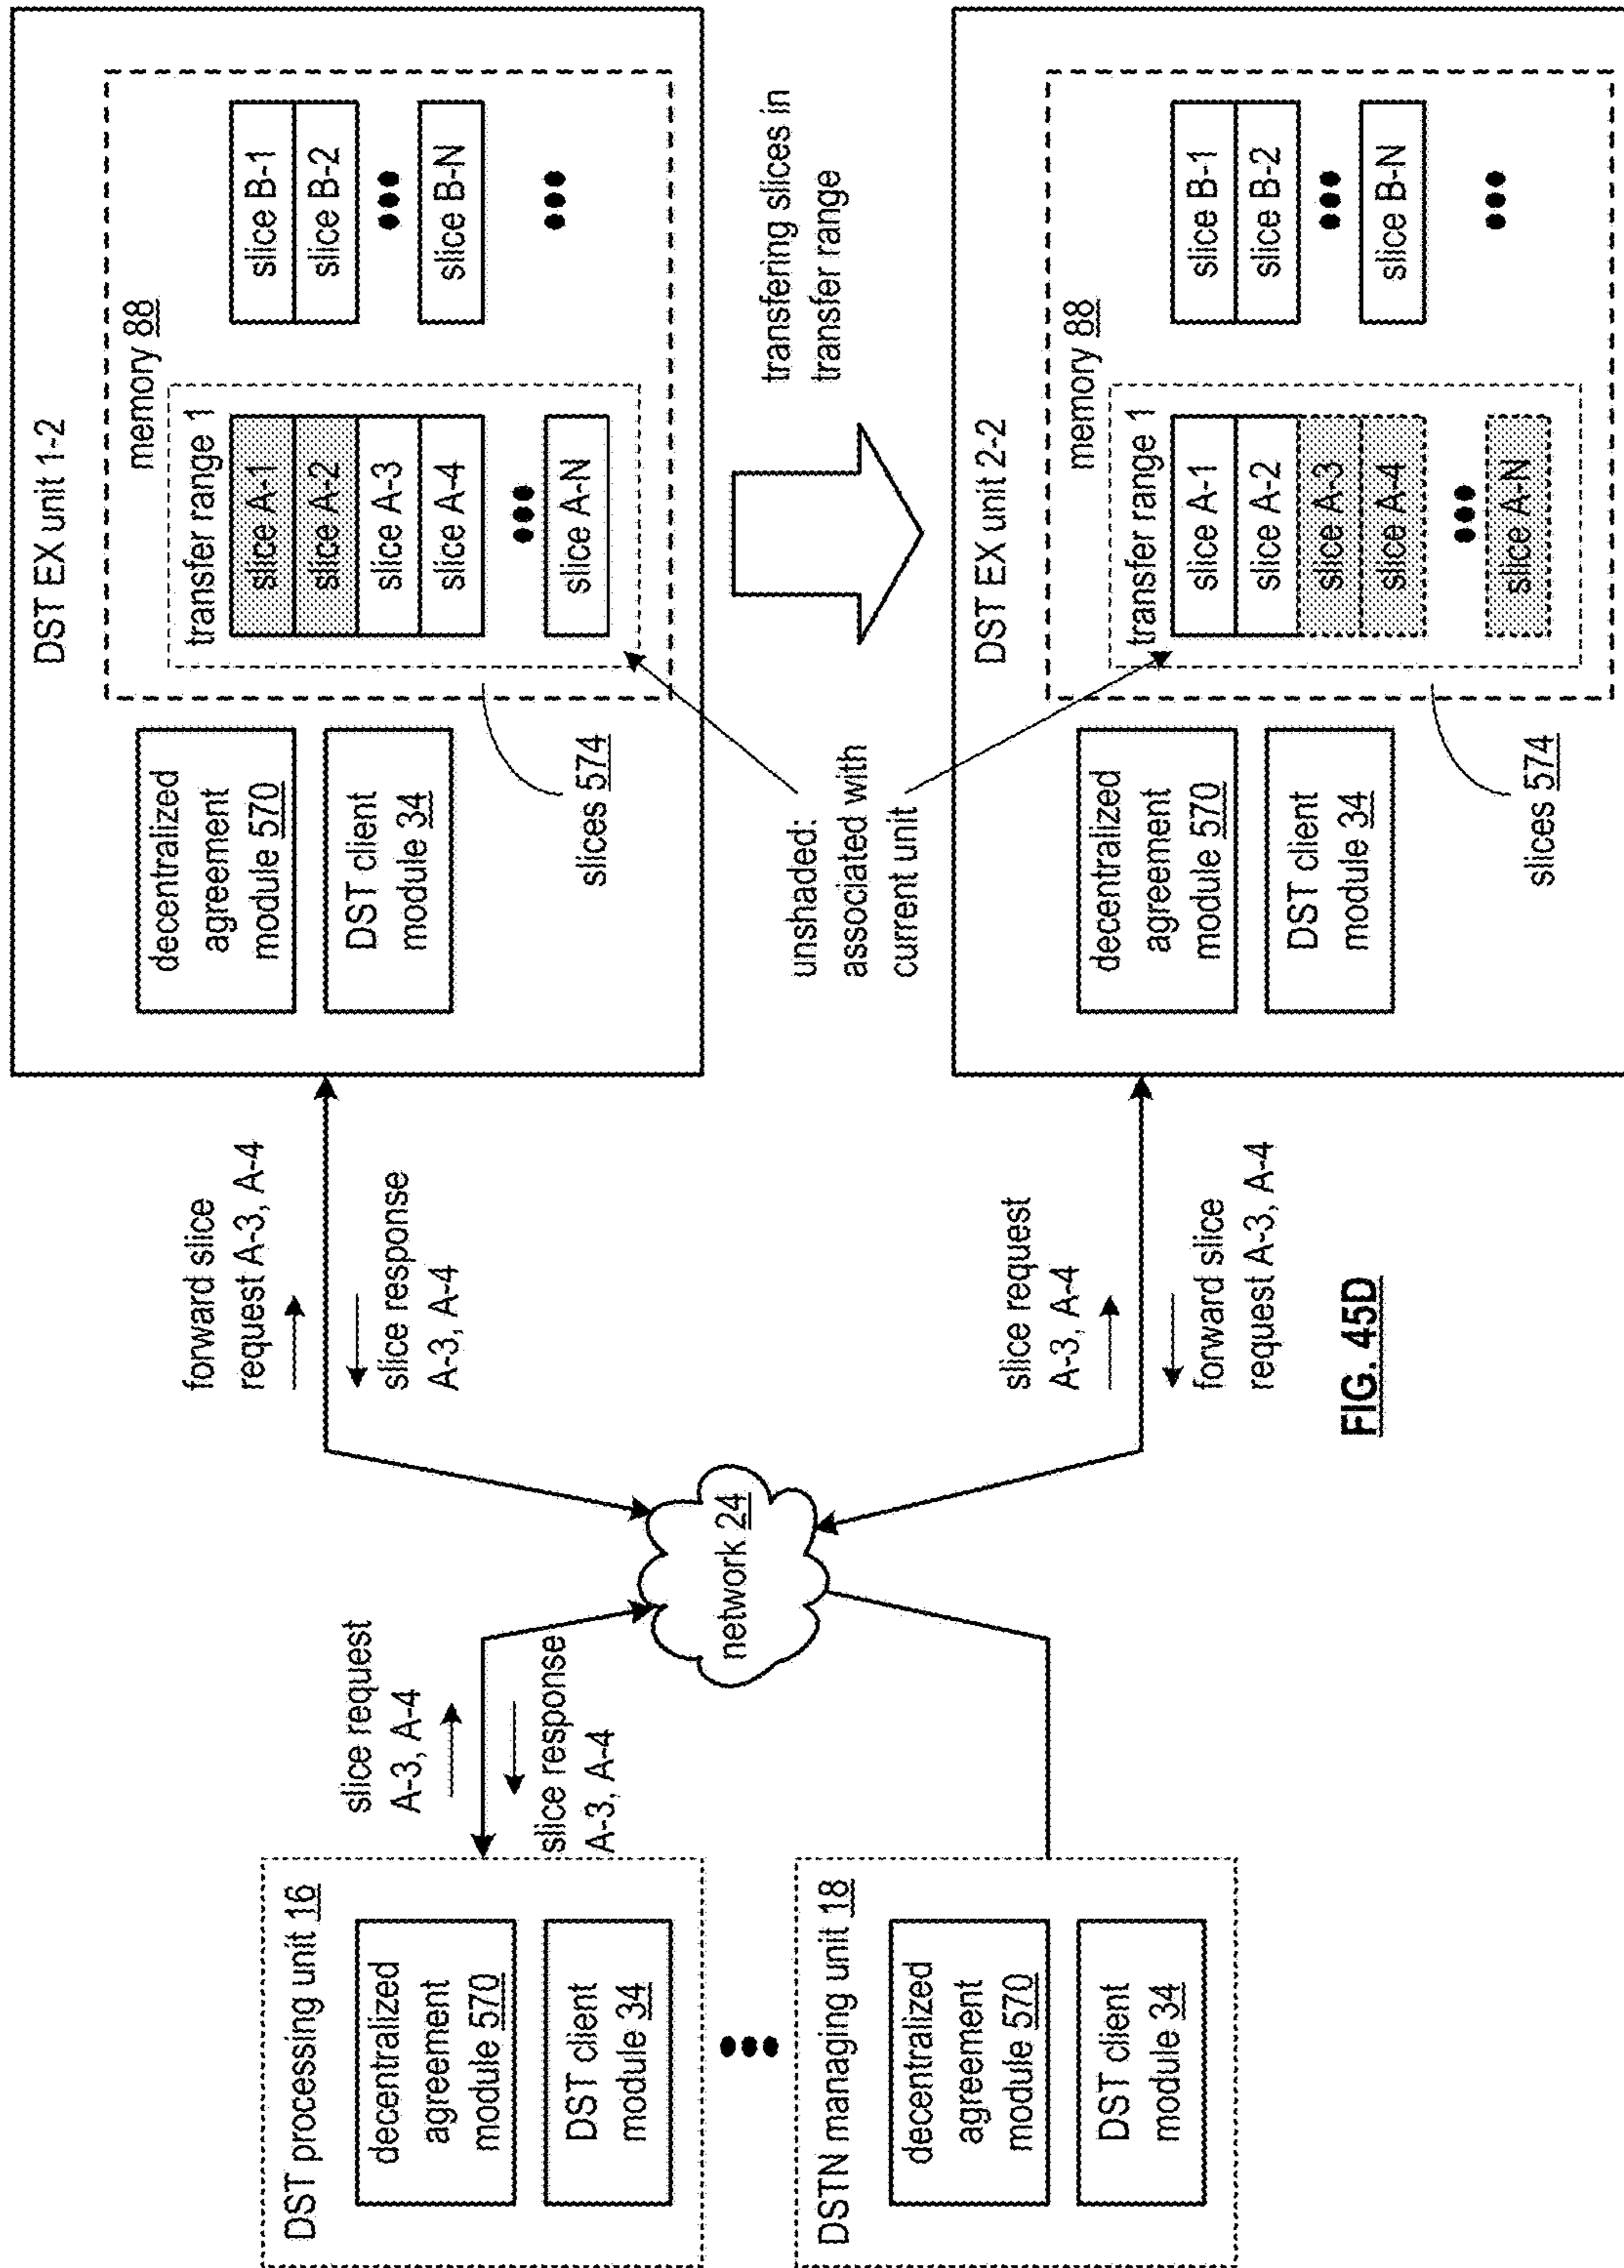 DST processing unit 16
decentralized
agreement
module 570
DST client
module 34
DSTN managing unit 18
decentralized
agreement
module 570
DST client
module 34
slice request
A-3, A-4
slice response
A-3, A-4
network 24
forward slice
request A-3, A-4
slice response
A-3, A-4
slice request
A-3, A-4
forward slice
request A-3, A-4
DST EX unit 1-2
decentralized
agreement
module 570
DST client
module 34
memory 88
transfer range 1
slice A-1
slice A-2
slice A-3
slice A-4
slice A-N
slice B-1
slice B-2
slice B-N
slices 574
unshaded:
associated with
current unit
transfering slices in
transfer range
DST EX unit 2-2
decentralized
agreement
module 570
DST client
module 34
memory 88
transfer range 1
slice A-1
slice A-2
slice A-3
slice A-4
slice A-N
slice B-1
slice B-2
slice B-N
slices 574
FIG. 45D